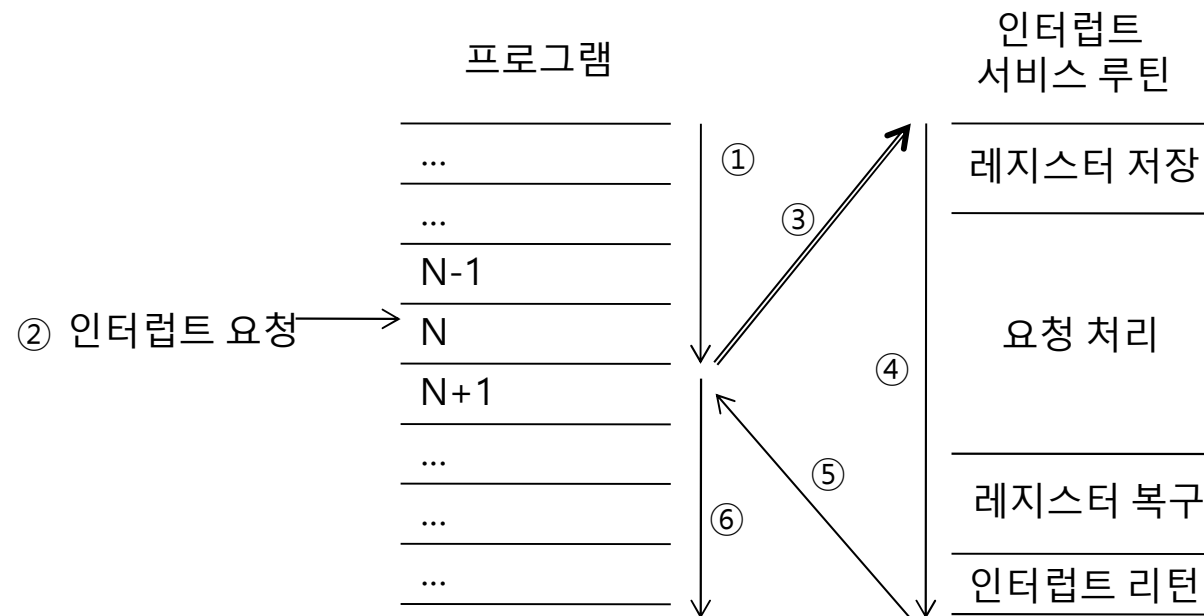 프로그램
인터럽트
서비스 루틴
...
①
레지스터 저장
...
③
N-1
② 인터럽트 요청
N
요청 처리
④
N+1
...
⑤
레지스터 복구
...
⑥
...
인터럽트 리턴